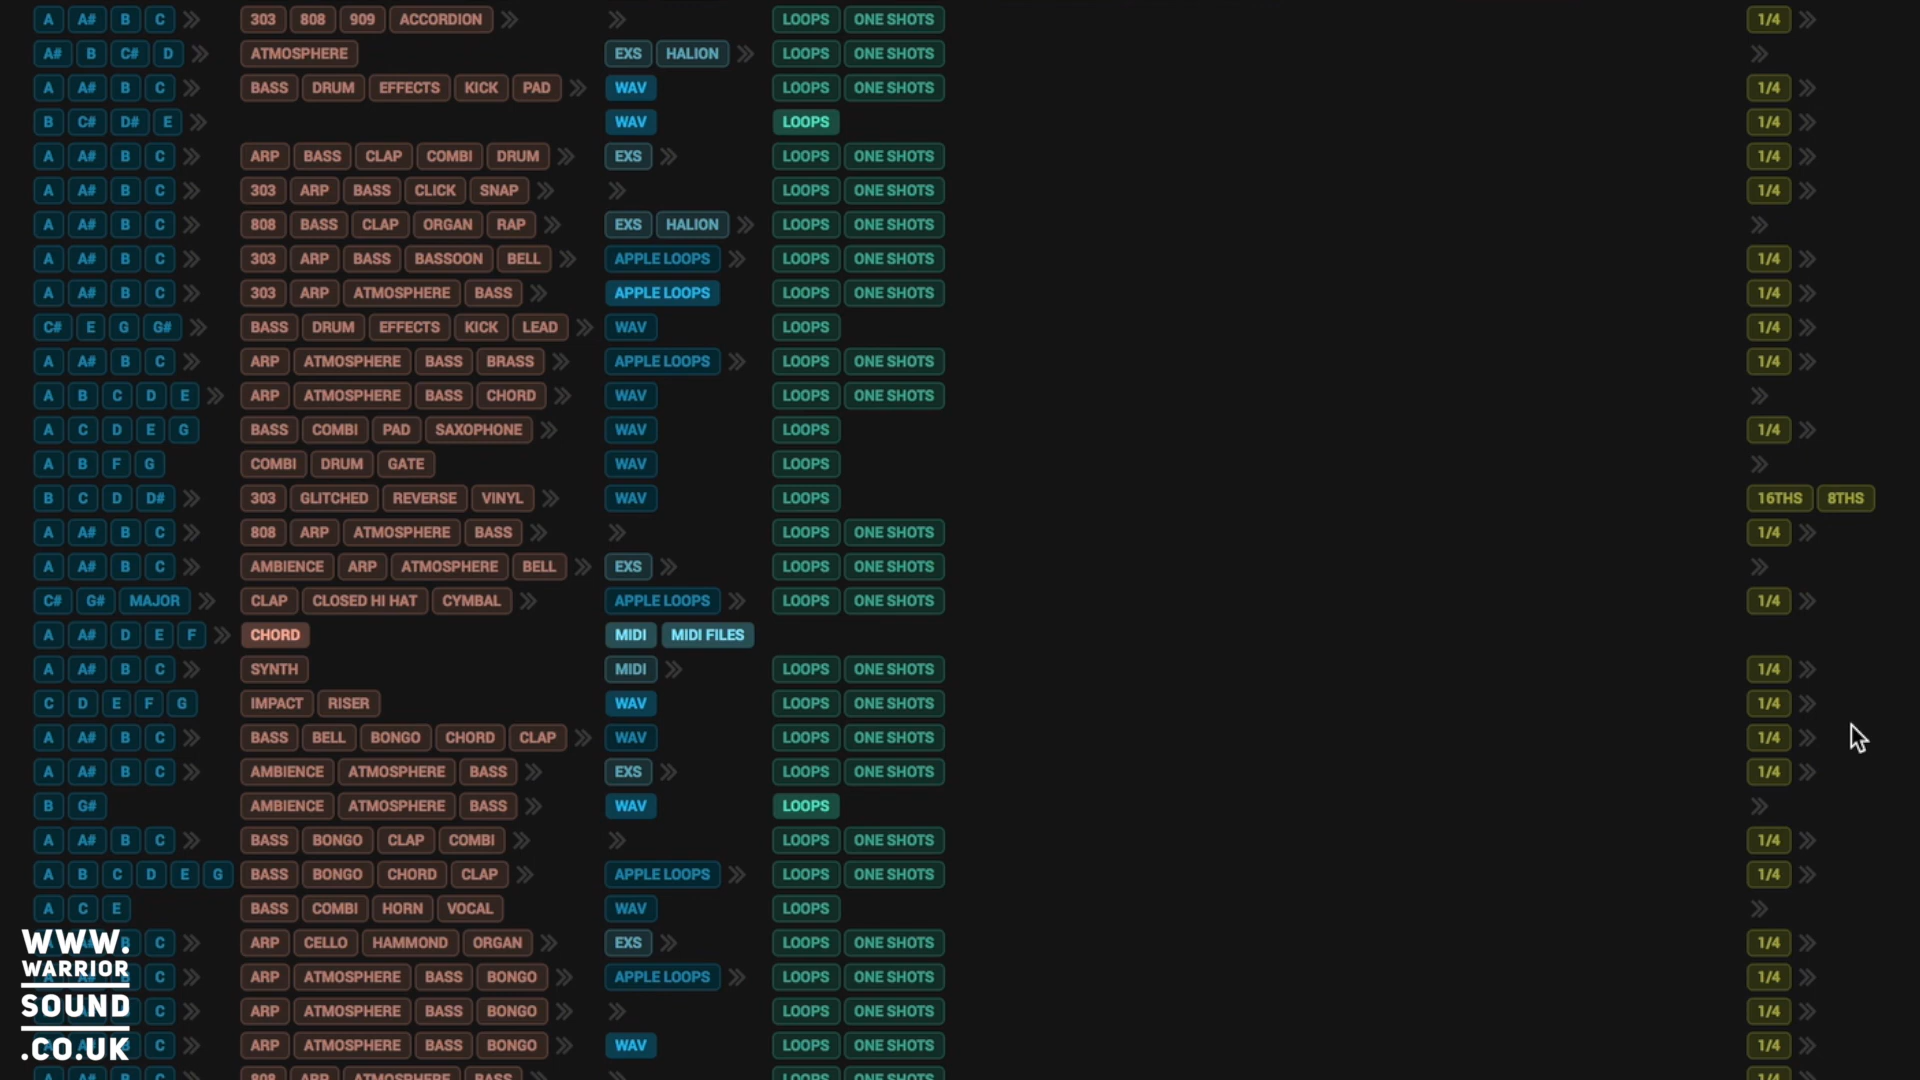 A A# B C 303 808 909 ACCORDION LOOPS ONE SHOTS 1/4
A# B C# D ATMOSPHERE EXS HALION LOOPS ONE SHOTS
A A# B C BASS DRUM EFFECTS KICK PAD WAV LOOPS ONE SHOTS 1/4
B C# D# E WAV LOOPS 1/4
A A# B C ARP BASS CLAP COMBI DRUM EXS LOOPS ONE SHOTS 1/4
A A# B C 303 ARP BASS CLICK SNAP LOOPS ONE SHOTS 1/4
A A# B C 808 BASS CLAP ORGAN RAP EXS HALION LOOPS ONE SHOTS
A A# B C 303 ARP BASS BASSOON BELL APPLE LOOPS LOOPS ONE SHOTS 1/4
A A# B C 303 ARP ATMOSPHERE BASS APPLE LOOPS LOOPS ONE SHOTS 1/4
C# E G G# BASS DRUM EFFECTS KICK LEAD WAV LOOPS 1/4
A A# B C ARP ATMOSPHERE BASS BRASS APPLE LOOPS LOOPS ONE SHOTS 1/4
A B C D E ARP ATMOSPHERE BASS CHORD WAV LOOPS ONE SHOTS
A C D E G BASS COMBI PAD SAXOPHONE WAV LOOPS 1/4
A B F G COMBI DRUM GATE WAV LOOPS
B C D D# 303 GLITCHED REVERSE VINYL WAV LOOPS 16THS 8THS
A A# B C 808 ARP ATMOSPHERE BASS LOOPS ONE SHOTS 1/4
A A# B C AMBIENCE ARP ATMOSPHERE BELL EXS LOOPS ONE SHOTS
C# G# MAJOR CLAP CLOSED HI HAT CYMBAL APPLE LOOPS LOOPS ONE SHOTS 1/4
A A# D E F CHORD MIDI MIDI FILES
A A# B C SYNTH MIDI LOOPS ONE SHOTS 1/4
C D E F G IMPACT RISER WAV LOOPS ONE SHOTS 1/4
A A# B C BASS BELL BONGO CHORD CLAP WAV LOOPS ONE SHOTS 1/4
A A# B C AMBIENCE ATMOSPHERE BASS EXS LOOPS ONE SHOTS 1/4
B G# AMBIENCE ATMOSPHERE BASS WAV LOOPS
A A# B C BASS BONGO CLAP COMBI LOOPS ONE SHOTS 1/4
A B C D E G BASS BONGO CHORD CLAP APPLE LOOPS LOOPS ONE SHOTS 1/4
A C E BASS COMBI HORN VOCAL WAV LOOPS
C ARP CELLO HAMMOND ORGAN EXS LOOPS ONE SHOTS 1/4
C ARP ATMOSPHERE BASS BONGO APPLE LOOPS LOOPS ONE SHOTS 1/4
C ARP ATMOSPHERE BASS BONGO LOOPS ONE SHOTS 1/4
C ARP ATMOSPHERE BASS BONGO WAV LOOPS ONE SHOTS 1/4
A A# B C 808 ARP ATMOSPHERE BASS LOOPS ONE SHOTS 1/4
WWW.
WARRIOR
SOUND
.CO.UK